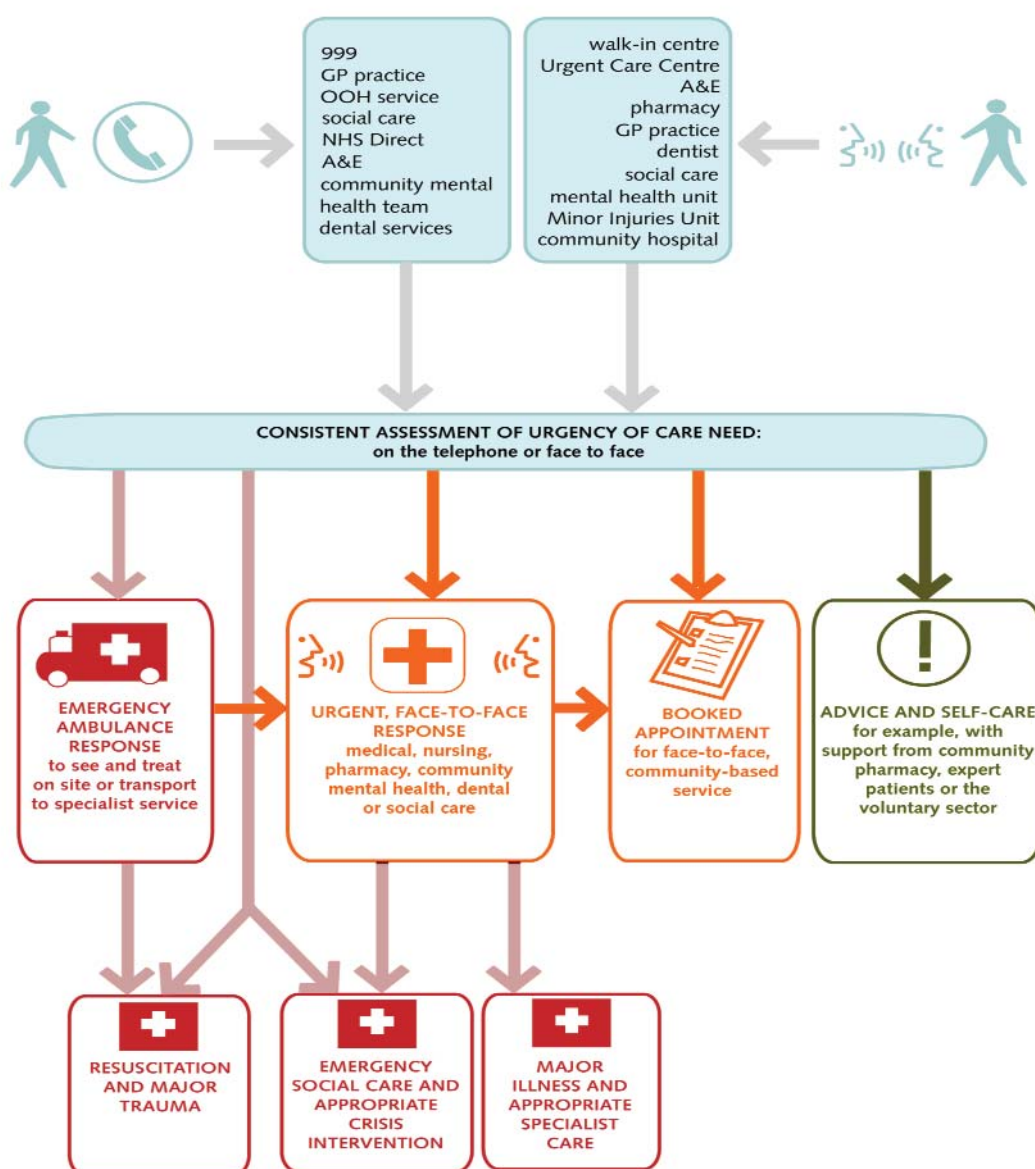 999
GP practice
OOH service
social care
NHS Direct
A&E
community mental
health team
dental services
walk-in centre
Urgent Care Centre
A&E
pharmacy
GP practice
dentist
social care
mental health unit
Minor Injuries Unit
community hospital
CONSISTENT ASSESSMENT OF URGENCY OF CARE NEED:
on the telephone or face to face
EMERGENCY
AMBULANCE
RESPONSE
to see and treat
on site or transport
to specialist service
URGENT, FACE-TO-FACE
RESPONSE
medical, nursing,
pharmacy, community
mental health, dental
or social care
BOOKED
APPOINTMENT
for face-to-face,
community-based
service
ADVICE AND SELF-CARE
for example, with
support from community
pharmacy, expert
patients or the
voluntary sector
RESUSCITATION
AND MAJOR
TRAUMA
EMERGENCY
SOCIAL CARE AND
APPROPRIATE
CRISIS
INTERVENTION
MAJOR
ILLNESS AND
APPROPRIATE
SPECIALIST
CARE